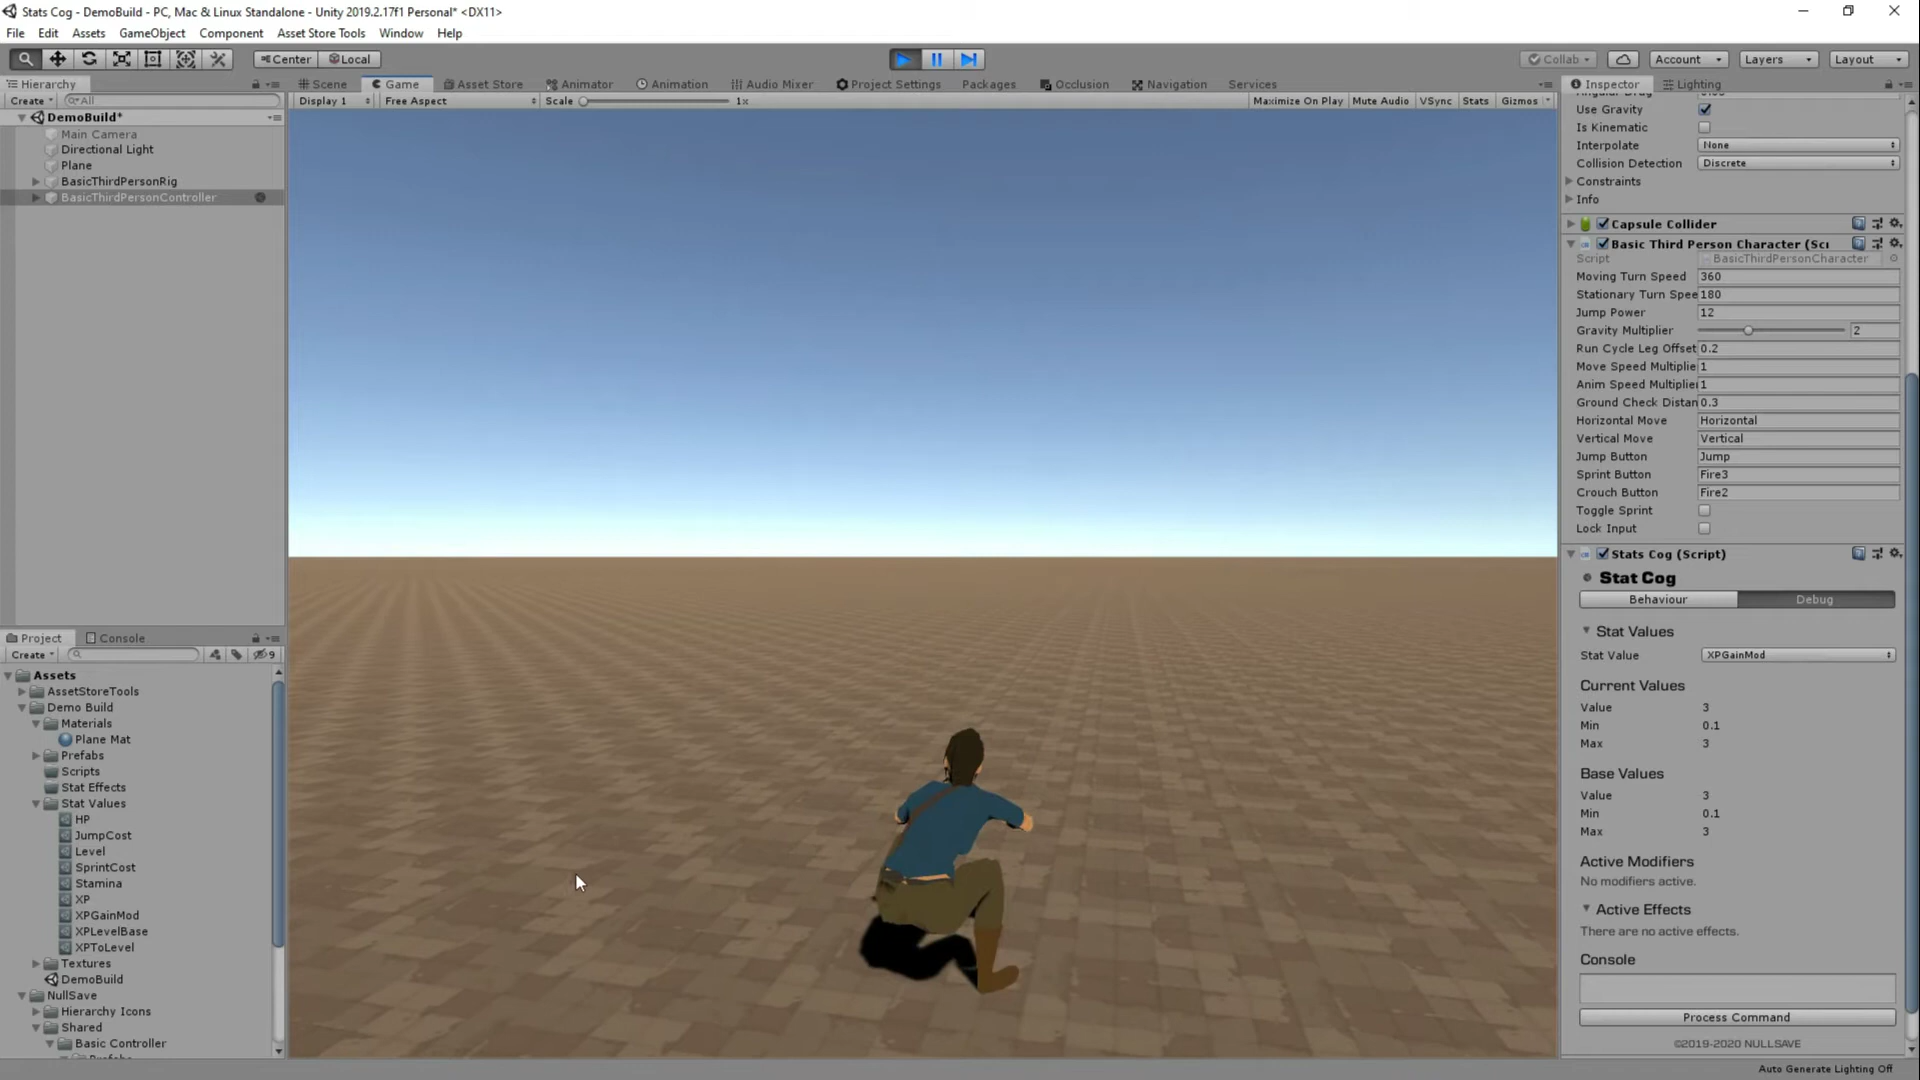 Stats Cog - DemoBuild - PC, Mac & Linux Standalone - Unity 2019.2.17f1 Personal* <DX11>
File Edit Assets GameObject Component Asset Store Tools Window Help
Center Local
Collab Account Layers Layout
Hierarchy
Create All
DemoBuild*
Main Camera
Directional Light
Plane
BasicThirdPersonRig
BasicThirdPersonController
Project Console
Create 9
Assets
AssetStoreTools
Demo Build
Materials
Plane Mat
Prefabs
Scripts
Stat Effects
Stat Values
HP
JumpCost
Level
SprintCost
Stamina
XP
XPGainMod
XPLevelBase
XPToLevel
Textures
DemoBuild
NullSave
Hierarchy Icons
Shared
Basic Controller
Scene Game Asset Store Animator Animation Audio Mixer Project Settings Packages Occlusion Navigation Services
Display 1 Free Aspect Scale 1x Maximize On Play Mute Audio VSync Stats Gizmos
Inspector Lighting
Use Gravity
Is Kinematic
Interpolate None
Collision Detection Discrete
Constraints
Info
Capsule Collider
Basic Third Person Character (Scı
Script BasicThirdPersonCharacter
Moving Turn Speed 360
Stationary Turn Spee 180
Jump Power 12
Gravity Multiplier 2
Run Cycle Leg Offset 0.2
Move Speed Multiplie 1
Anim Speed Multiplie 1
Ground Check Distan 0.3
Horizontal Move Horizontal
Vertical Move Vertical
Jump Button Jump
Sprint Button Fire3
Crouch Button Fire2
Toggle Sprint
Lock Input
Stats Cog (Script)
Stat Cog
Behaviour Debug
Stat Values
Stat Value XPGainMod
Current Values
Value 3
Min 0.1
Max 3
Base Values
Value 3
Min 0.1
Max 3
Active Modifiers
No modifiers active.
Active Effects
There are no active effects.
Console
Process Command
©2019-2020 NULLSAVE
Auto Generate Lighting Off